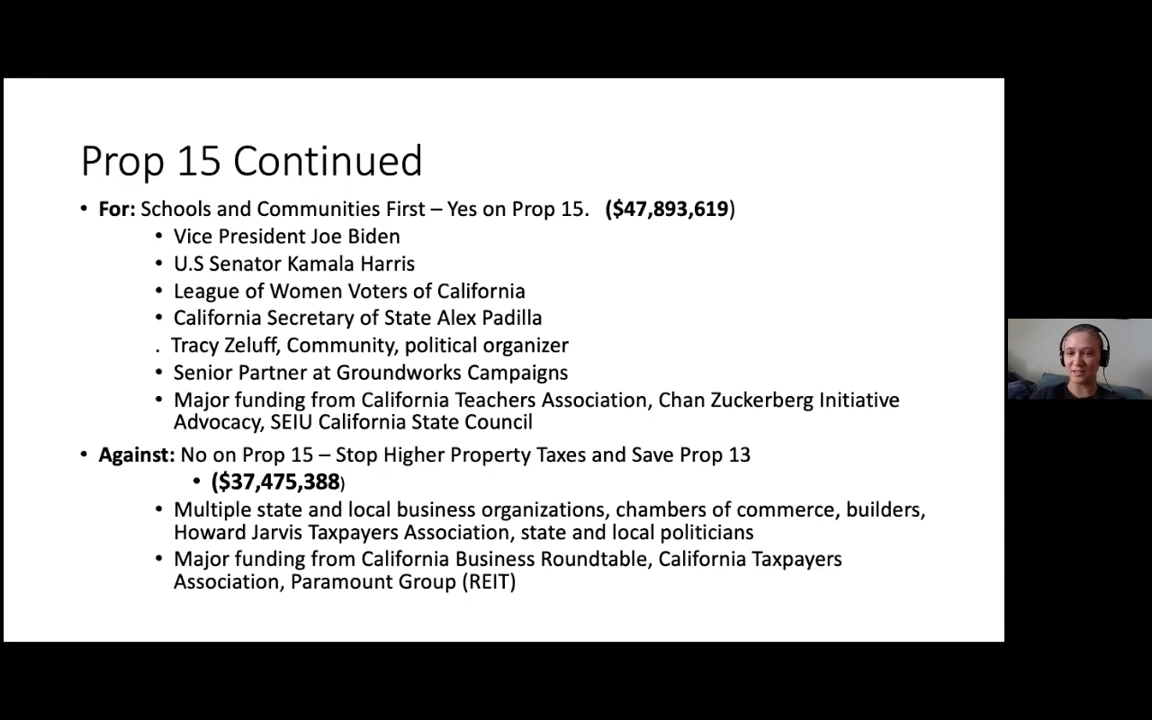 Prop 15 Continued
• For: Schools and Communities First – Yes on Prop 15. ($47,893,619)
• Vice President Joe Biden
• U.S Senator Kamala Harris
• League of Women Voters of California
• California Secretary of State Alex Padilla
. Tracy Zeluff, Community, political organizer
• Senior Partner at Groundworks Campaigns
• Major funding from California Teachers Association, Chan Zuckerberg Initiative
Advocacy, SEIU California State Council
• Against: No on Prop 15 – Stop Higher Property Taxes and Save Prop 13
• ($37,475,388)
• Multiple state and local business organizations, chambers of commerce, builders,
Howard Jarvis Taxpayers Association, state and local politicians
• Major funding from California Business Roundtable, California Taxpayers
Association, Paramount Group (REIT)